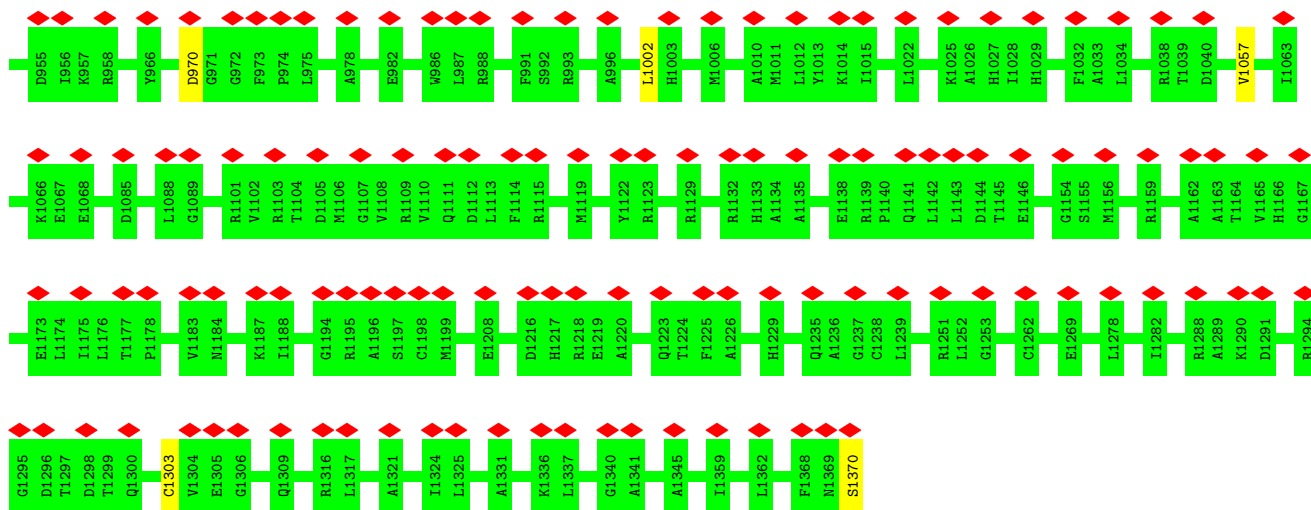 D955 I956 K957 R958 Y966 D970 G971 G972 F973 P974 L975 A978 E982 W986 L987 R988 F991 S992 R993 A996 L1002 H1003 M1006 A1010 M1011 L1012 Y1013 K1014 I1015 L1022 K1025 A1026 H1027 I1028 H1029 F1032 A1033 L1034 R1038 T1039 D1040 V1057 I1063
K1066 E1067 E1068 D1085 L1088 G1089 R1101 V1102 R1103 T1104 D1105 M1106 G1107 V1108 R1109 V1110 Q1111 D1112 L1113 F1114 R1115 M1119 Y1122 R1123 R1129 R1132 H1133 A1134 A1135 E1138 R1139 P1140 Q1141 L1142 L1143 D1144 T1145 E1146 G1154 S1155 M1156 R1159 A1162 A1163 T1164 V1165 H1166 G1167
E1173 L1174 I1175 L1176 T1177 P1178 V1183 N1184 K1187 I1188 G1194 R1195 A1196 S1197 C1198 M1199 E1208 D1216 H1217 R1218 E1219 A1220 Q1223 T1224 F1225 A1226 H1229 Q1235 A1236 G1237 C1238 L1239 R1251 L1252 G1253 C1262 E1269 L1278 I1282 R1288 A1289 K1290 D1291 R1294
G1295 D1296 T1297 D1298 T1299 Q1300 C1303 V1304 E1305 G1306 Q1309 R1316 L1317 A1321 I1324 L1325 A1331 K1336 L1337 G1340 A1341 A1345 I1359 L1362 F1368 N1369 S1370